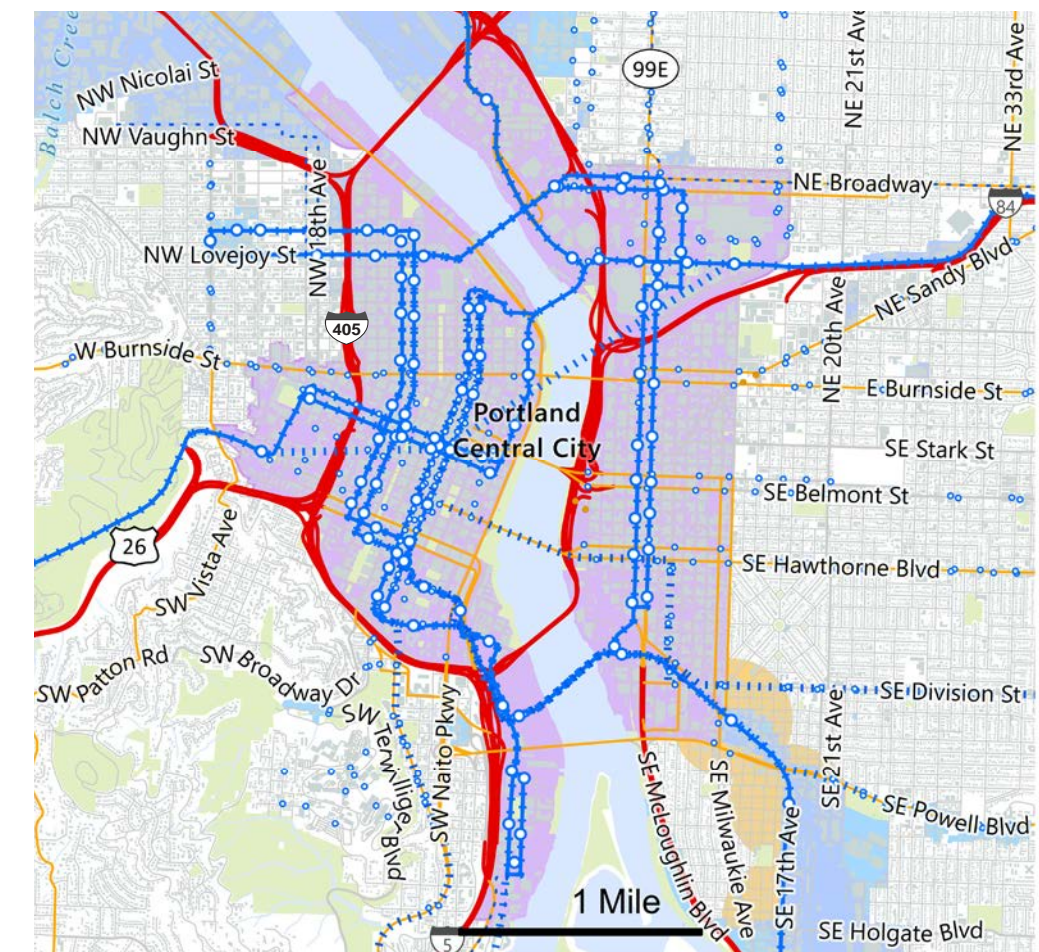 Balch Cree
NW Nicolai St
NW Vaughn St
NW 18th Ave
NW Lovejoy St
99E
NE 21st Ave
NE 33rd Ave
NE Broadway
84
NE Sandy Blvd
405
W Burnside St
NE 20th Ave
E Burnside St
Portland
Central City
SE Stark St
SE Belmont St
26
SW Vista Ave
SE Hawthorne Blvd
SW Patton Rd
SW Broadway Dr
SW Terwilliger Blvd
SW Naito Pkwy
SE Division St
SE 21st Ave
SE McLoughlin Blvd
SE Milwaukie Ave
SE 17th Ave
SE Powell Blvd
1 Mile
5
SE Holgate Blvd